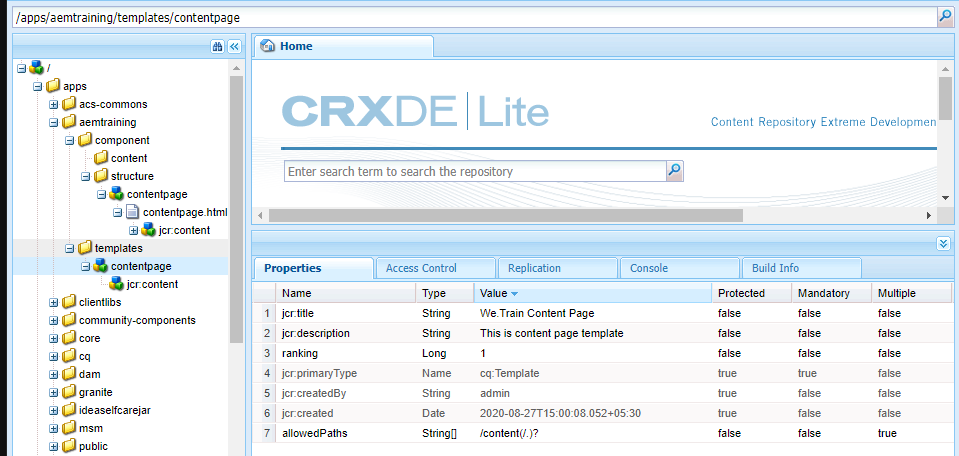 /apps/aemtraining/templates/contentpage
/
apps
acs-commons
aemtraining
component
content
structure
contentpage
contentpage.html
jcr:content
templates
contentpage
jcr:content
clientlibs
community-components
core
cq
dam
granite
ideaselfcarejar
msm
public
Home
CRXDE Lite
Content Repository Extreme Developmen
Enter search term to search the repository
Properties Access Control Replication Console Build Info
Name Type Value Protected Mandatory Multiple
1 jcr:title String We.Train Content Page false false false
2 jcr:description String This is content page template false false false
3 ranking Long 1 false false false
4 jcr:primaryType Name cq:Template true true false
5 jcr:createdBy String admin true false false
6 jcr:created Date 2020-08-27T15:00:08.052+05:30 true false false
7 allowedPaths String[] /content(/.)? false false true